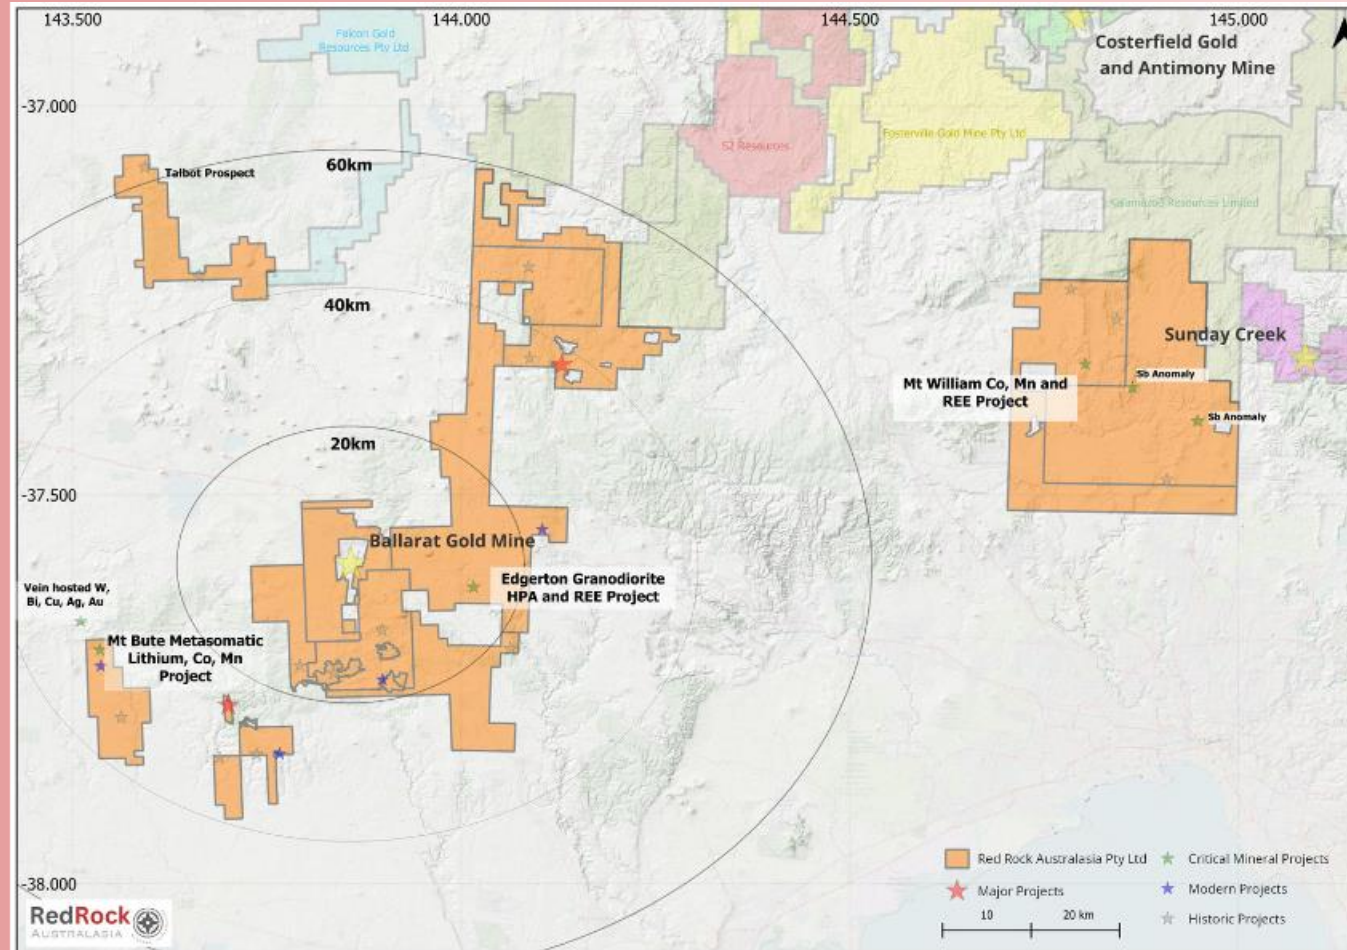 143.500
144.000
144.500
145.000
Falcon Gold
Resources Pty Ltd
Costerfield Gold
and Antimony Mine
-37.000
Fosterville Gold Mine Pty Ltd
S2 Resources
60km
Talbot Prospect
Kalamazoo Resources Limited
40km
Sunday Creek
Sb Anomaly
Mt William Co, Mn and
REE Project
Sb Anomaly
20km
-37.500
Ballarat Gold Mine
Edgerton Granodiorite
HPA and REE Project
Vein hosted W,
Bi, Cu, Ag, Au
Mt Bute Metasomatic
Lithium, Co, Mn
Project
-38.000
Red Rock Australasia Pty Ltd
Critical Mineral Projects
Major Projects
Modern Projects
Historic Projects
10
20 km
RedRock
AUSTRALASIA